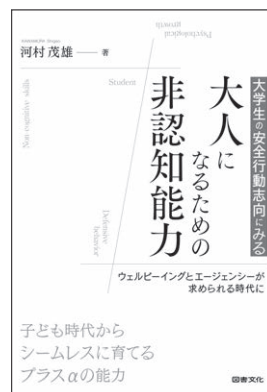 KAWAMURA Shigeo
河村 茂雄 著
Psychological
growth
Student
Non cognitive skills
Defensive
behavior
大学生の安全行動志向にみる
大人に
なるための
非認知能力
ウェルビーイングとエージェンシーが
求められる時代に
子ども時代から
シームレスに育てる
プラスαの能力
図書文化